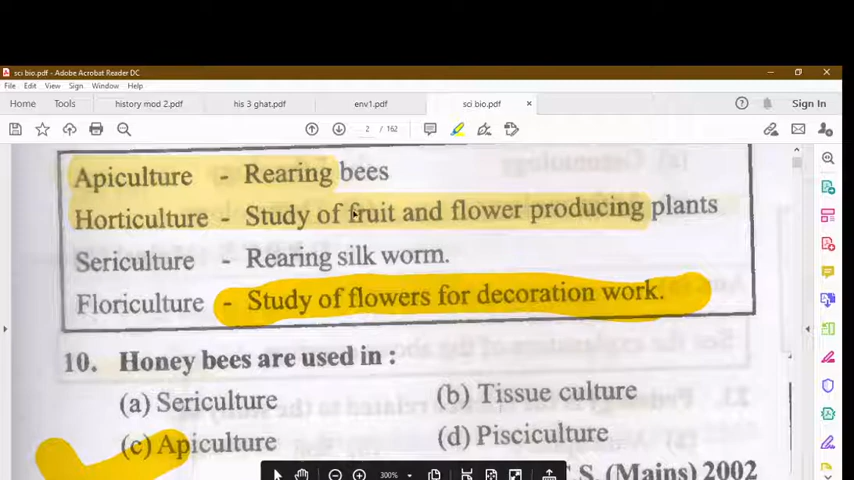 sci bio.pdf - Adobe Acrobat Reader DC
File Edit View Sign Window Help
Home Tools history mod 2.pdf his 3 ghat.pdf env1.pdf sci bio.pdf × Sign In
2 / 162
Apiculture - Rearing bees
Horticulture - Study of fruit and flower producing plants
Sericulture - Rearing silk worm.
Floriculture - Study of flowers for decoration work.
10. Honey bees are used in :
(a) Sericulture (b) Tissue culture
(c) Apiculture (d) Pisciculture
300%
C.S. (Mains) 2002